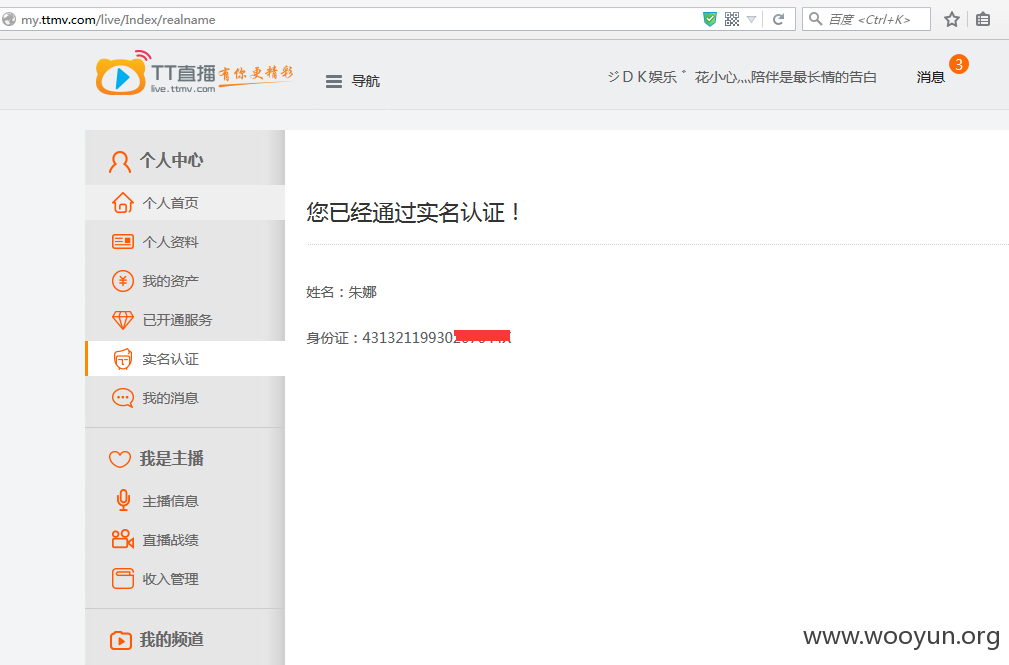 my.ttmv.com/live/Index/realname
百度 <Ctrl+K>
TT直播 有你更精彩
live.ttmv.com
导航
ジＤＫ娱乐゜花小心灬陪伴是最长情的告白
消息
3
个人中心
个人首页
个人资料
我的资产
已开通服务
实名认证
我的消息
我是主播
主播信息
直播战绩
收入管理
我的频道
您已经通过实名认证！
姓名：朱娜
身份证：43132119930
www.wooyun.org